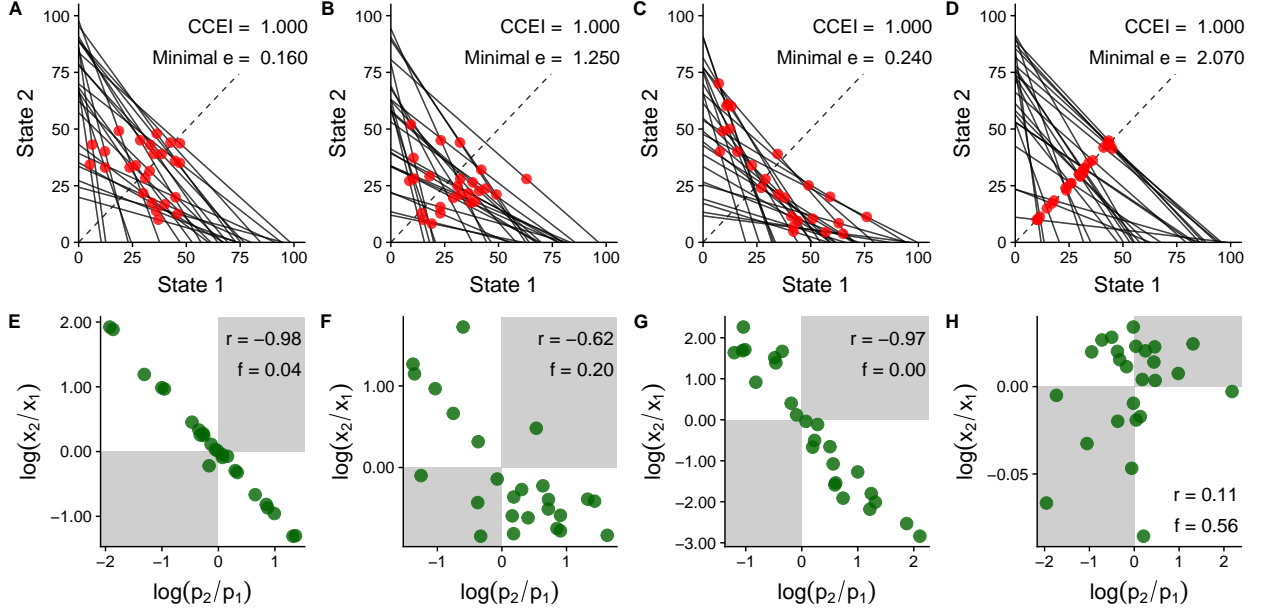 A
CCEI = 1.000
Minimal e = 0.160
State 2
100
75
50
25
0
0 25 50 75 100
State 1
B
CCEI = 1.000
Minimal e = 1.250
State 2
100
75
50
25
0
0 25 50 75 100
State 1
C
CCEI = 1.000
Minimal e = 0.240
State 2
100
75
50
25
0
0 25 50 75 100
State 1
D
CCEI = 1.000
Minimal e = 2.070
State 2
100
75
50
25
0
0 25 50 75 100
State 1
E
r = −0.98
f = 0.04
log(x₂/x₁)
2.00
1.00
0.00
−1.00
−2 −1 0 1
log(p₂/p₁)
F
r = −0.62
f = 0.20
log(x₂/x₁)
1.00
0.00
−1 0 1
log(p₂/p₁)
G
r = −0.97
f = 0.00
log(x₂/x₁)
2.00
1.00
0.00
−1.00
−2.00
−3.00
−1 0 1 2
log(p₂/p₁)
H
r = 0.11
f = 0.56
log(x₂/x₁)
0.00
−0.05
−2 −1 0 1 2
log(p₂/p₁)